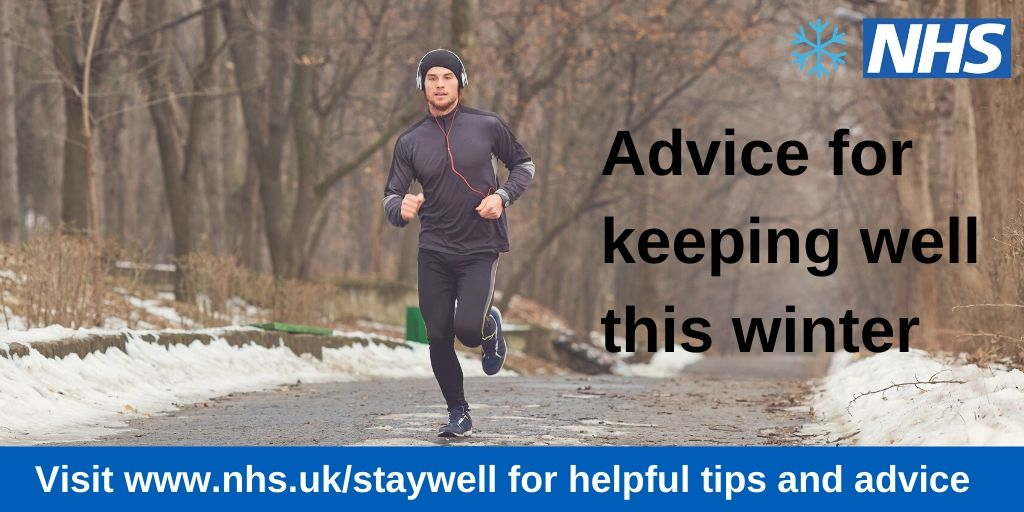 NHS
Advice for
keeping well
this winter
Visit www.nhs.uk/staywell for helpful tips and advice